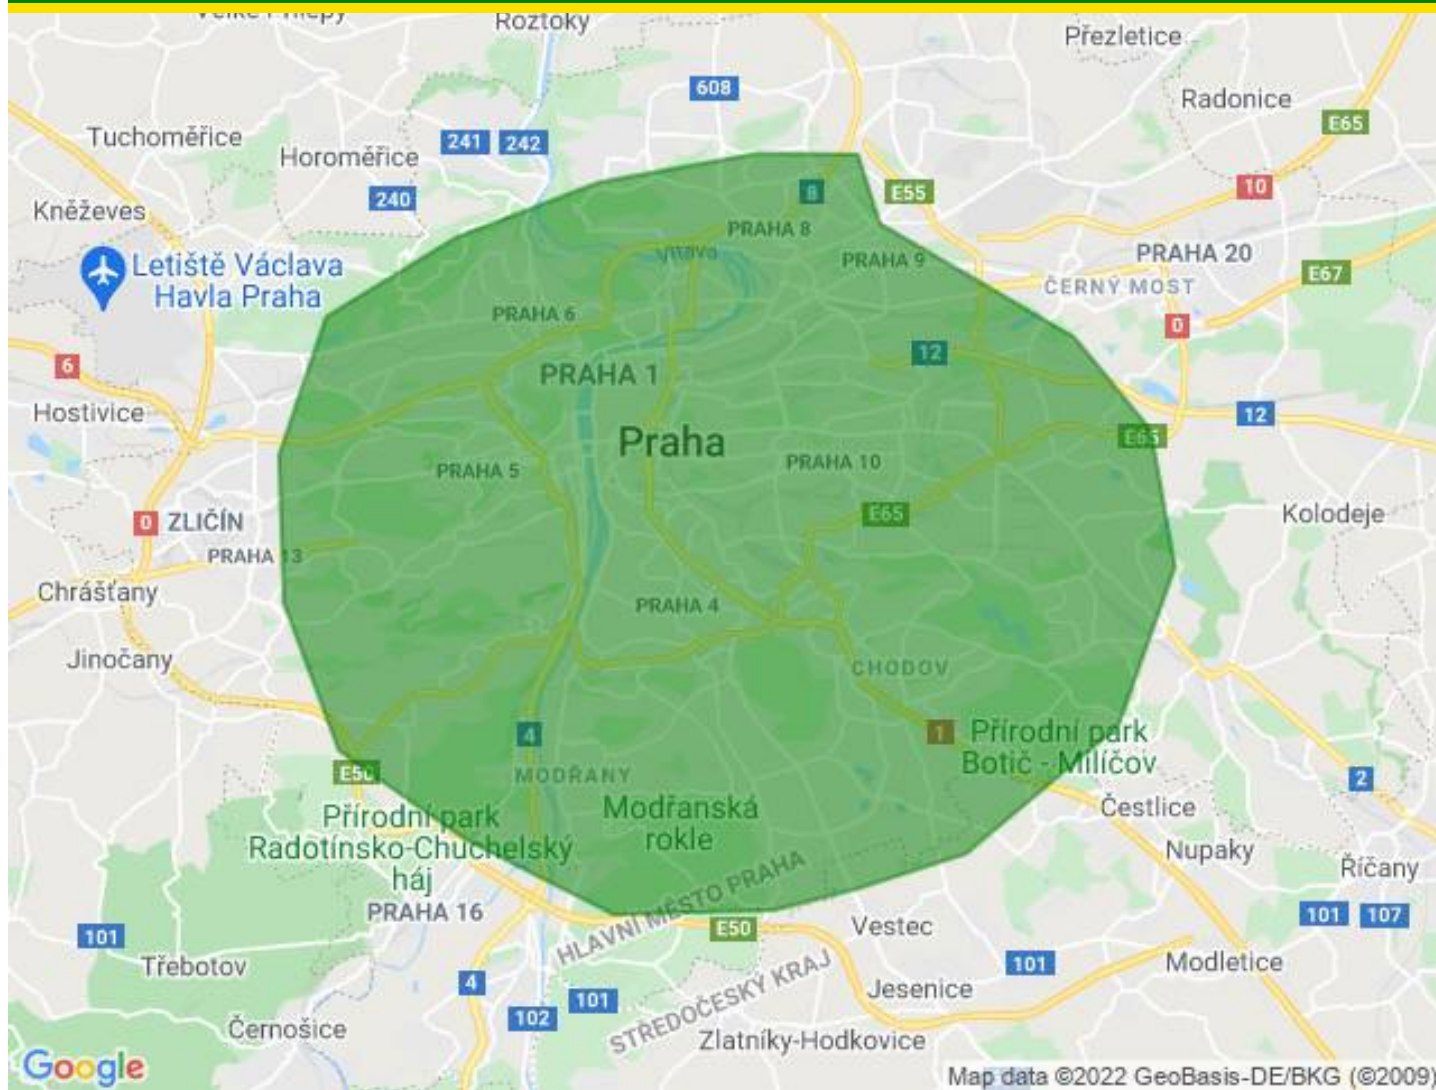 Roztoky
Přezletice
608
Radonice
E65
Tuchoměřice
241
242
Horoměřice
10
8
E55
240
Kněževes
PRAHA 8
PRAHA 20
Vltava
PRAHA 9
Letiště Václava
Havla Praha
E67
ČERNÝ MOST
PRAHA 6
0
12
6
PRAHA 1
Hostivice
12
Praha
E65
PRAHA 5
PRAHA 10
0
ZLIČÍN
E65
Kolodeje
PRAHA 13
Chrášťany
PRAHA 4
Jinočany
CHODOV
4
1
Přírodní park
Botič - Milíčov
E50
MODŘANY
2
Modřanská
rokle
Čestlice
Přírodní park
Radotínsko-Chuchelský
háj
Nupaky
Říčany
PRAHA 16
HLAVNÍ MĚSTO PRAHA
E50
Vestec
101
107
101
Třebotov
STŘEDOČESKÝ KRAJ
101
Modletice
4
101
Jesenice
102
Černošice
Zlatníky-Hodkovice
Google
Map data ©2022 GeoBasis-DE/BKG (©2009)